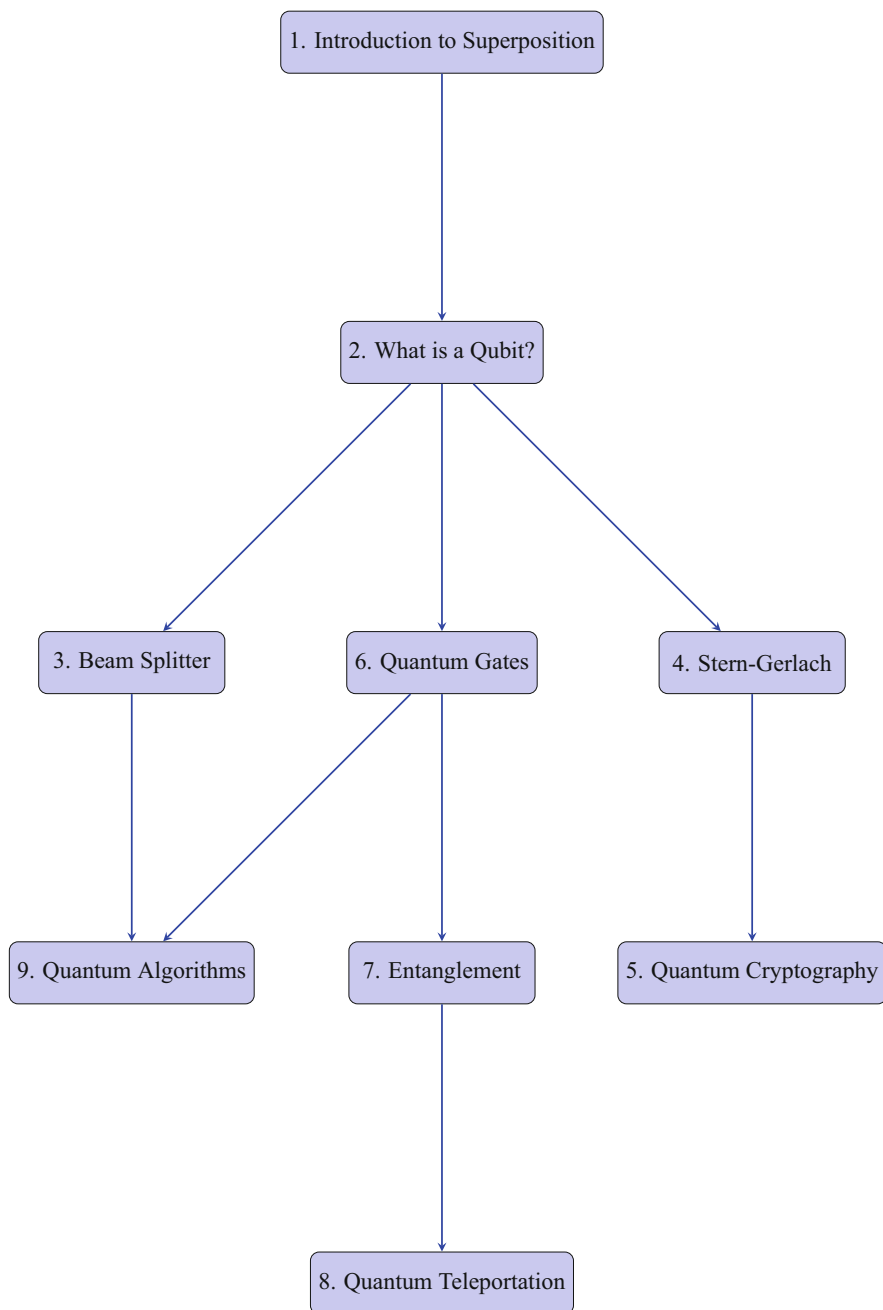 1. Introduction to Superposition
2. What is a Qubit?
3. Beam Splitter
6. Quantum Gates
4. Stern-Gerlach
9. Quantum Algorithms
7. Entanglement
5. Quantum Cryptography
8. Quantum Teleportation